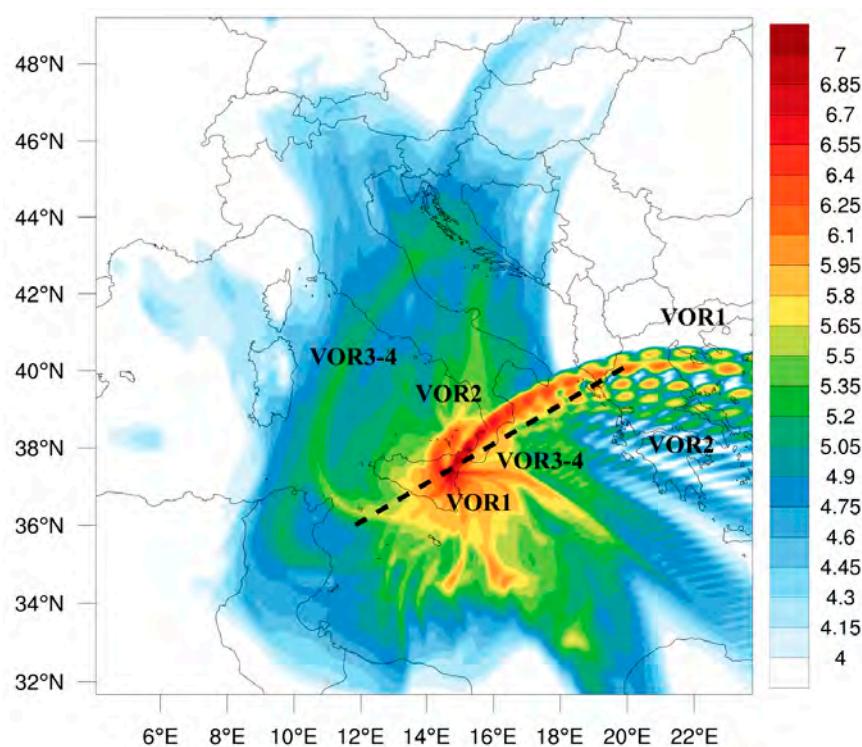 48°N
46°N
44°N
42°N
40°N
38°N
36°N
34°N
32°N
6°E
8°E
10°E
12°E
14°E
16°E
18°E
20°E
22°E
VOR1
VOR3-4
VOR2
VOR2
VOR3-4
VOR1
7
6.85
6.7
6.55
6.4
6.25
6.1
5.95
5.8
5.65
5.5
5.35
5.2
5.05
4.9
4.75
4.6
4.45
4.3
4.15
4